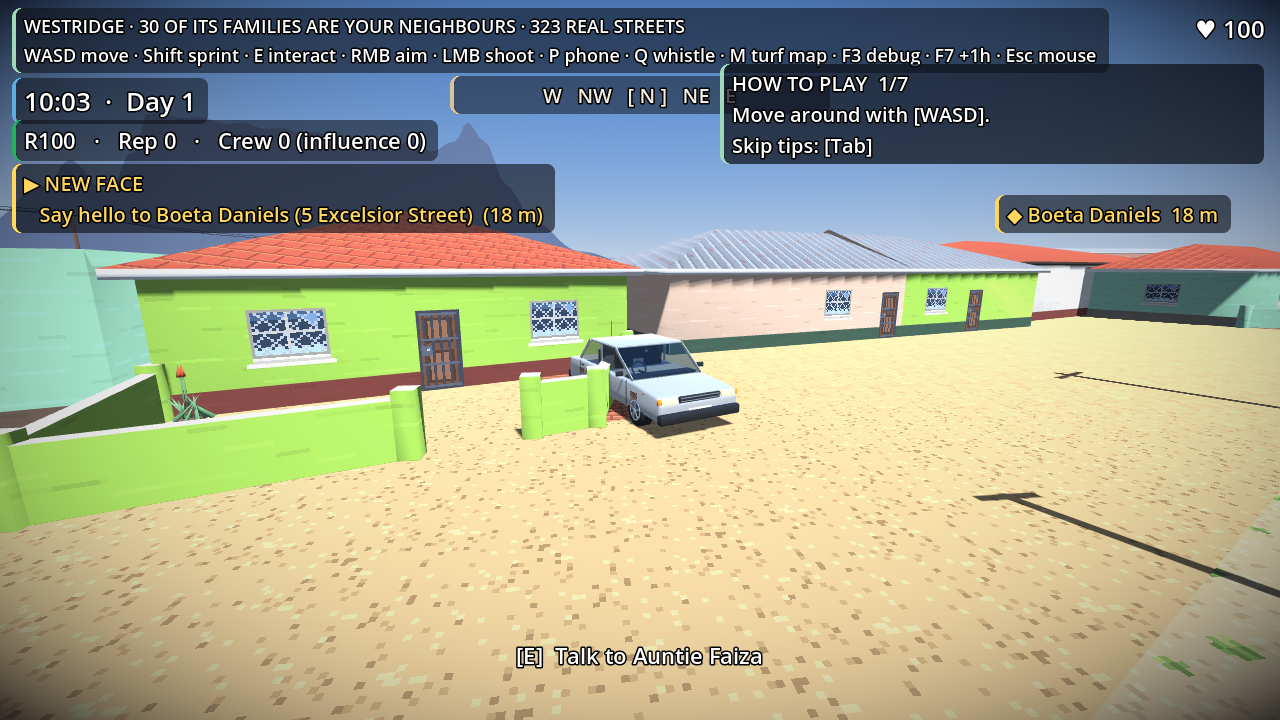 WESTRIDGE · 30 OF ITS FAMILIES ARE YOUR NEIGHBOURS · 323 REAL STREETS
WASD move · Shift sprint · E interact · RMB aim · LMB shoot · P phone · Q whistle · M turf map · F3 debug · F7 +1h · Esc mouse
♥ 100
10:03 · Day 1
W NW [ N ] NE E
HOW TO PLAY 1/7
Move around with [WASD].
Skip tips: [Tab]
R100 · Rep 0 · Crew 0 (influence 0)
▶ NEW FACE
Say hello to Boeta Daniels (5 Excelsior Street) (18 m)
◆ Boeta Daniels 18 m
[E] Talk to Auntie Faiza